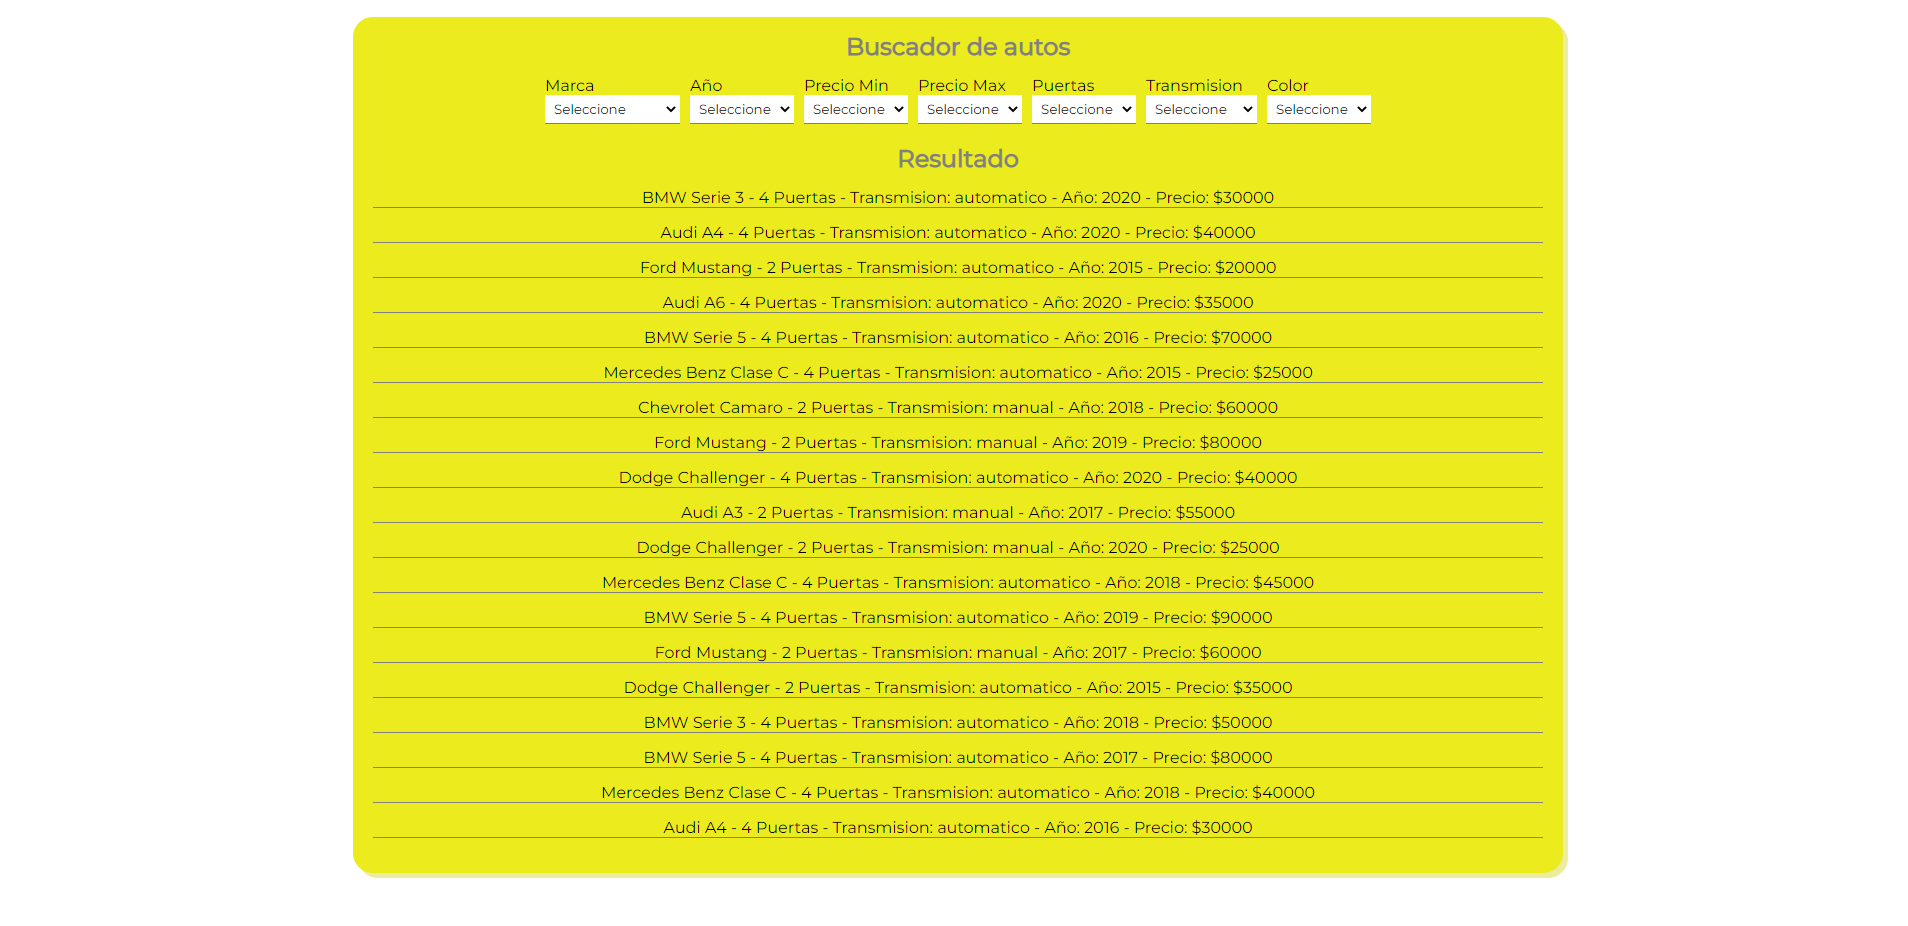 Buscador de autos
Marca Año Precio Min Precio Max Puertas Transmision Color
Seleccione Seleccione Seleccione Seleccione Seleccione Seleccione Seleccione
Resultado
BMW Serie 3 - 4 Puertas - Transmision: automatico - Año: 2020 - Precio: $30000
Audi A4 - 4 Puertas - Transmision: automatico - Año: 2020 - Precio: $40000
Ford Mustang - 2 Puertas - Transmision: automatico - Año: 2015 - Precio: $20000
Audi A6 - 4 Puertas - Transmision: automatico - Año: 2020 - Precio: $35000
BMW Serie 5 - 4 Puertas - Transmision: automatico - Año: 2016 - Precio: $70000
Mercedes Benz Clase C - 4 Puertas - Transmision: automatico - Año: 2015 - Precio: $25000
Chevrolet Camaro - 2 Puertas - Transmision: manual - Año: 2018 - Precio: $60000
Ford Mustang - 2 Puertas - Transmision: manual - Año: 2019 - Precio: $80000
Dodge Challenger - 4 Puertas - Transmision: automatico - Año: 2020 - Precio: $40000
Audi A3 - 2 Puertas - Transmision: manual - Año: 2017 - Precio: $55000
Dodge Challenger - 2 Puertas - Transmision: manual - Año: 2020 - Precio: $25000
Mercedes Benz Clase C - 4 Puertas - Transmision: automatico - Año: 2018 - Precio: $45000
BMW Serie 5 - 4 Puertas - Transmision: automatico - Año: 2019 - Precio: $90000
Ford Mustang - 2 Puertas - Transmision: manual - Año: 2017 - Precio: $60000
Dodge Challenger - 2 Puertas - Transmision: automatico - Año: 2015 - Precio: $35000
BMW Serie 3 - 4 Puertas - Transmision: automatico - Año: 2018 - Precio: $50000
BMW Serie 5 - 4 Puertas - Transmision: automatico - Año: 2017 - Precio: $80000
Mercedes Benz Clase C - 4 Puertas - Transmision: automatico - Año: 2018 - Precio: $40000
Audi A4 - 4 Puertas - Transmision: automatico - Año: 2016 - Precio: $30000